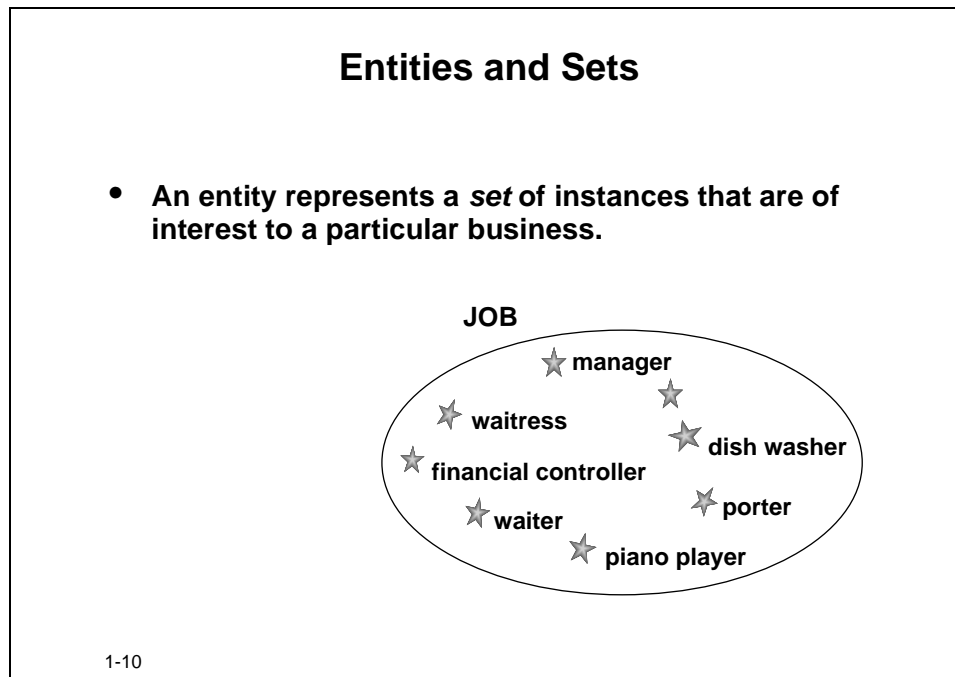 Entities and Sets
• An entity represents a set of instances that are of
interest to a particular business.
JOB
manager
waitress
dish washer
financial controller
porter
waiter
piano player
1-10